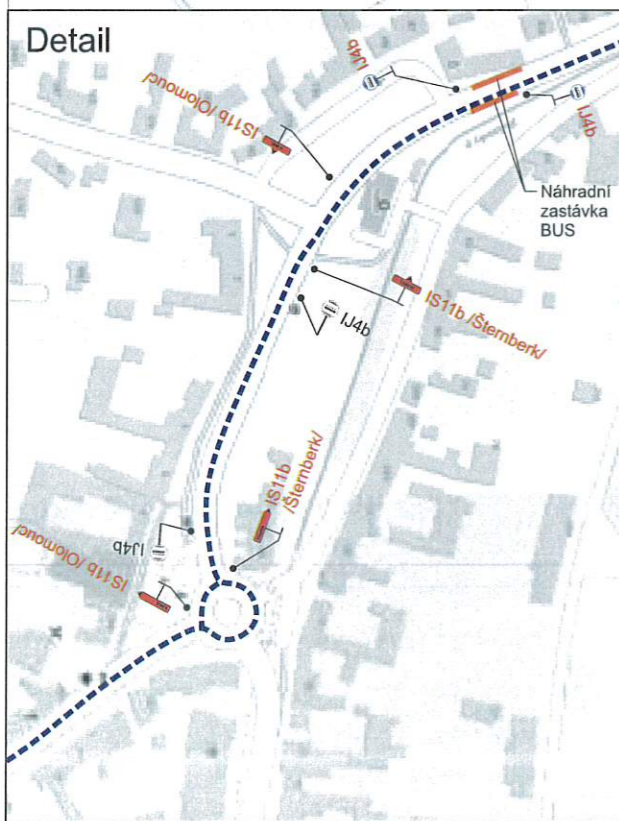 Detail
IJ4b
IS11b /Olomouc/
IJ4b
Náhradní
zastávka
BUS
IS11b /Šternberk/
IJ4b
IS11b
/Šternberk/
IJ4b
IS11b /Olomouc/